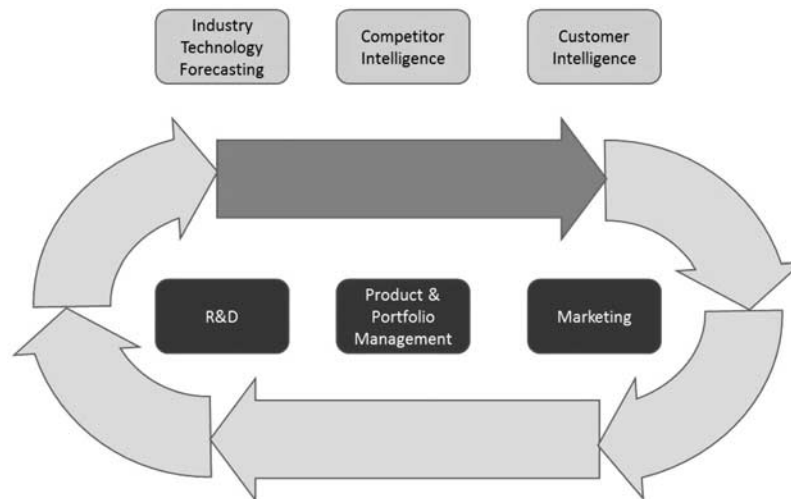 Industry
Technology
Forecasting
Competitor
Intelligence
Customer
Intelligence
R&D
Product &
Portfolio
Management
Marketing